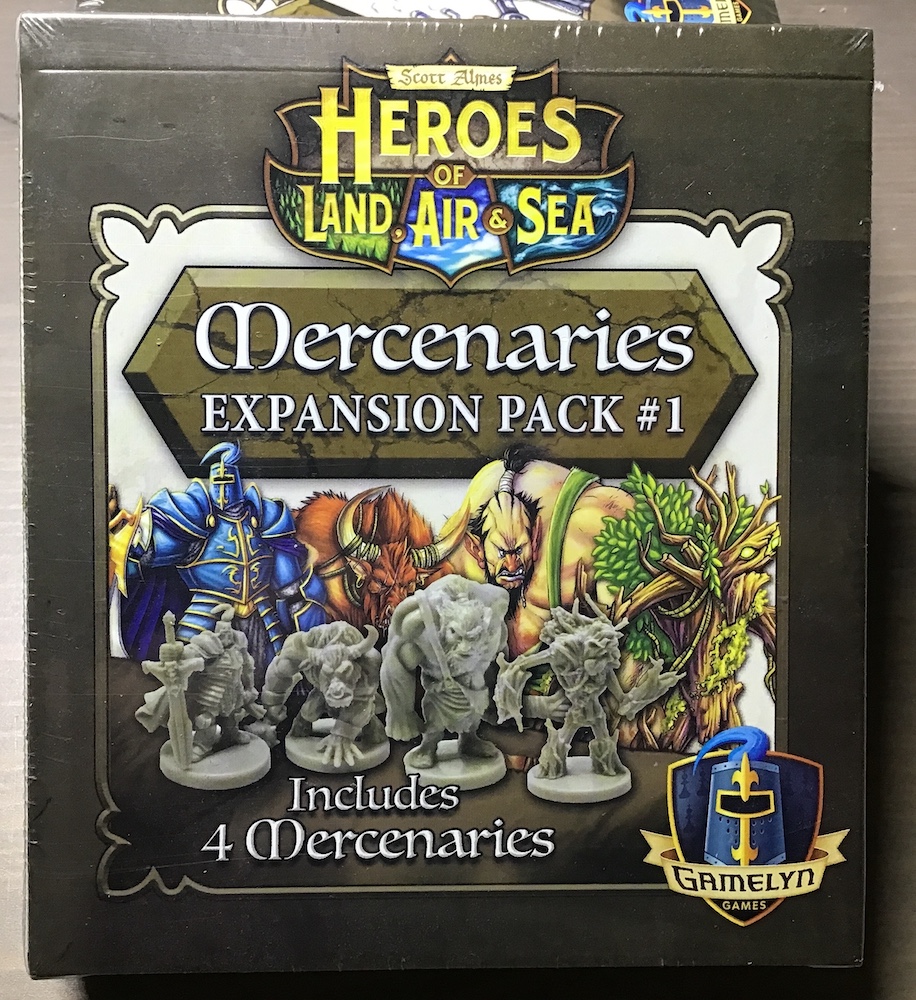 Scott Almes
HEROES
OF
LAND, AIR & SEA
Mercenaries
EXPANSION PACK #1
Includes
4 Mercenaries
GAMELYN
GAMES